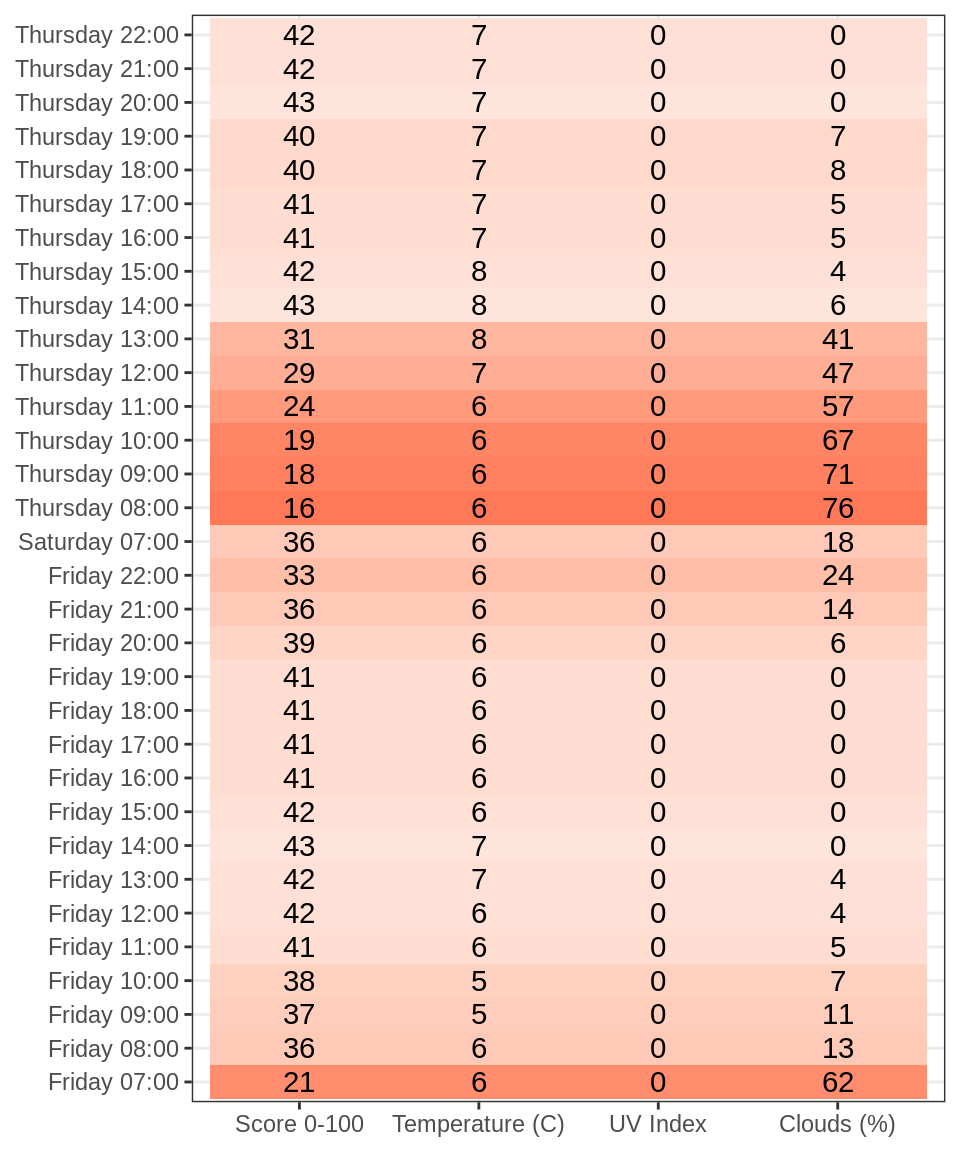 Thursday 22:00 42 7 0 0
Thursday 21:00 42 7 0 0
Thursday 20:00 43 7 0 0
Thursday 19:00 40 7 0 7
Thursday 18:00 40 7 0 8
Thursday 17:00 41 7 0 5
Thursday 16:00 41 7 0 5
Thursday 15:00 42 8 0 4
Thursday 14:00 43 8 0 6
Thursday 13:00 31 8 0 41
Thursday 12:00 29 7 0 47
Thursday 11:00 24 6 0 57
Thursday 10:00 19 6 0 67
Thursday 09:00 18 6 0 71
Thursday 08:00 16 6 0 76
Saturday 07:00 36 6 0 18
Friday 22:00 33 6 0 24
Friday 21:00 36 6 0 14
Friday 20:00 39 6 0 6
Friday 19:00 41 6 0 0
Friday 18:00 41 6 0 0
Friday 17:00 41 6 0 0
Friday 16:00 41 6 0 0
Friday 15:00 42 6 0 0
Friday 14:00 43 7 0 0
Friday 13:00 42 7 0 4
Friday 12:00 42 6 0 4
Friday 11:00 41 6 0 5
Friday 10:00 38 5 0 7
Friday 09:00 37 5 0 11
Friday 08:00 36 6 0 13
Friday 07:00 21 6 0 62
Score 0-100 Temperature (C) UV Index Clouds (%)